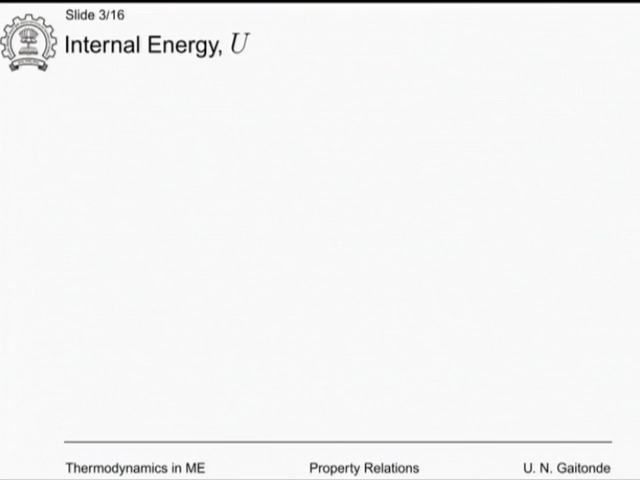 Slide 3/16
Internal Energy, U
Thermodynamics in ME
Property Relations
U. N. Gaitonde